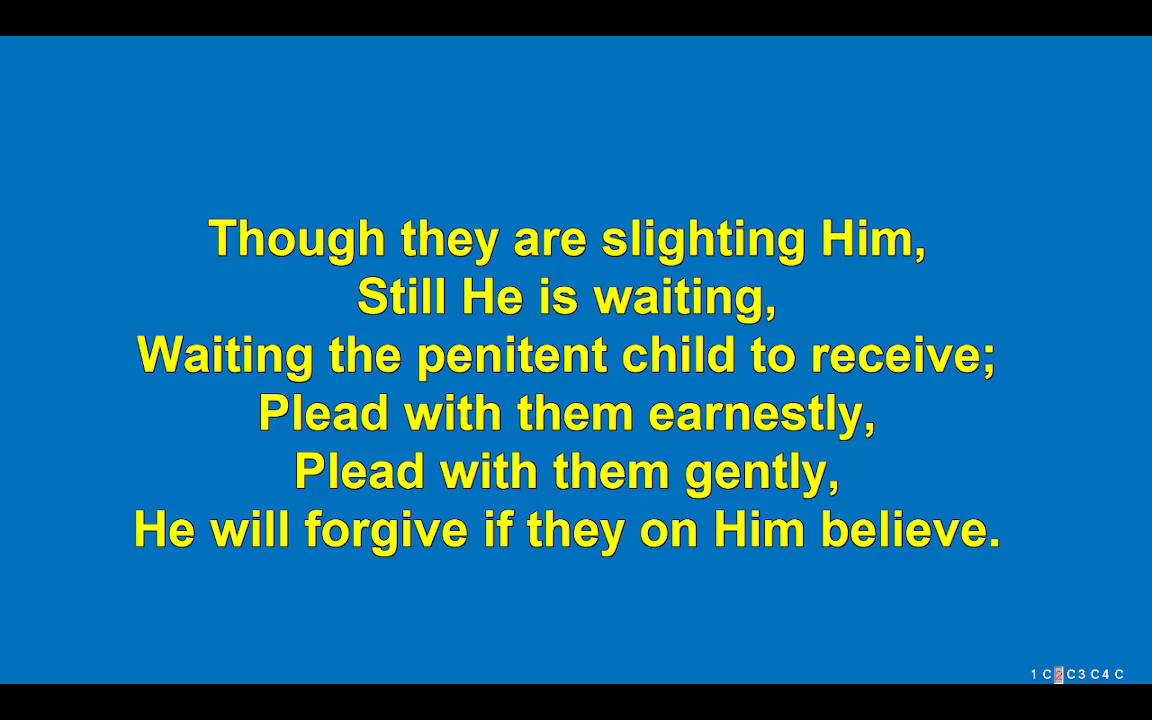 Though they are slighting Him,
Still He is waiting,
Waiting the penitent child to receive;
Plead with them earnestly,
Plead with them gently,
He will forgive if they on Him believe.
1 C 2 C 3 C 4 C